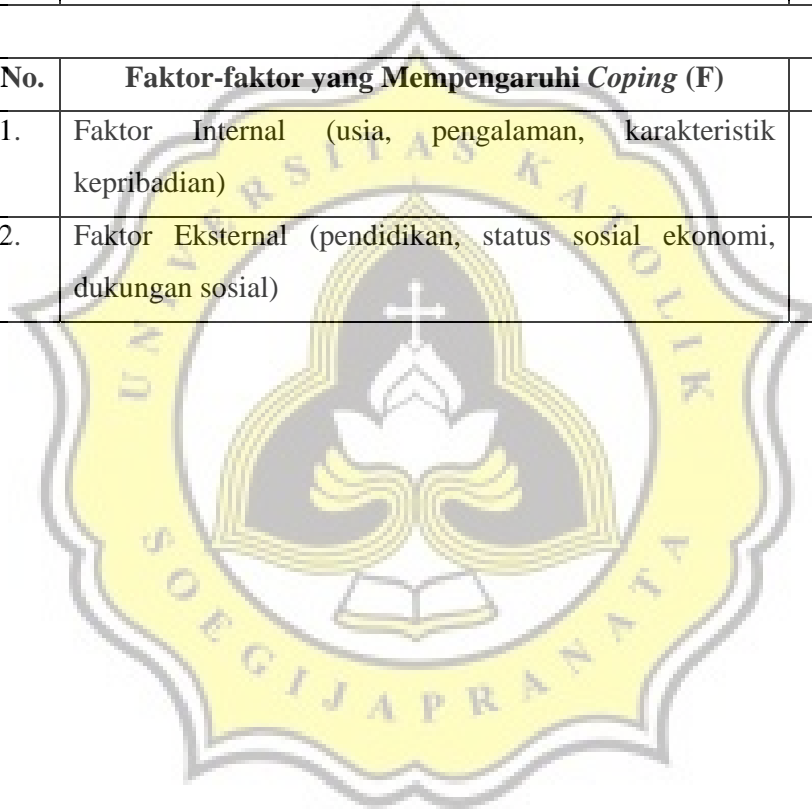 No. Faktor-faktor yang Mempengaruhi Coping (F)
1. Faktor Internal (usia, pengalaman, karakteristik
kepribadian)
2. Faktor Eksternal (pendidikan, status sosial ekonomi,
dukungan sosial)
UNIVERSITAS KATOLIK
SOEGIJAPRANATA